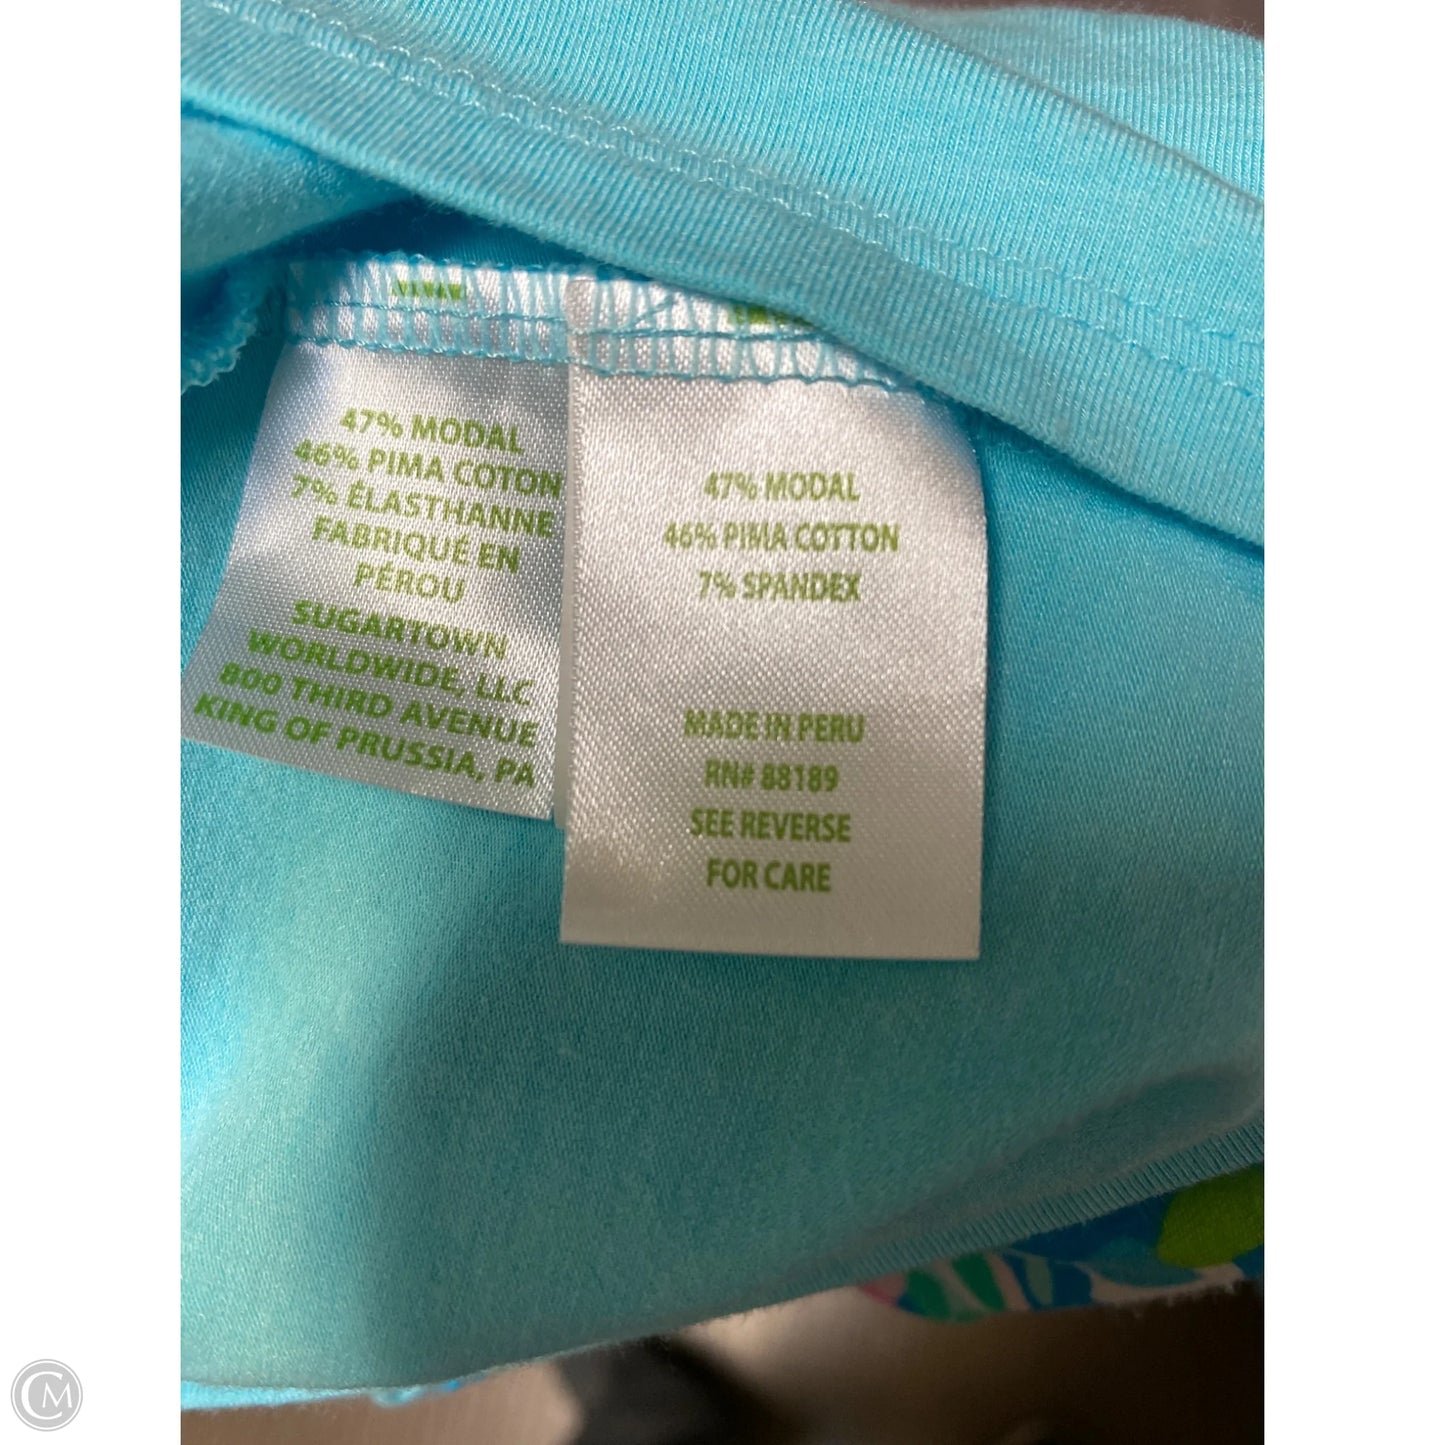 47% MODAL
46% PIMA COTON
7% ÉLASTHANNE
FABRIQUÉ EN
PÉROU
SUGARTOWN
WORLDWIDE, LLC
800 THIRD AVENUE
KING OF PRUSSIA, PA
47% MODAL
46% PIMA COTTON
7% SPANDEX
MADE IN PERU
RN# 88189
SEE REVERSE
FOR CARE
CM